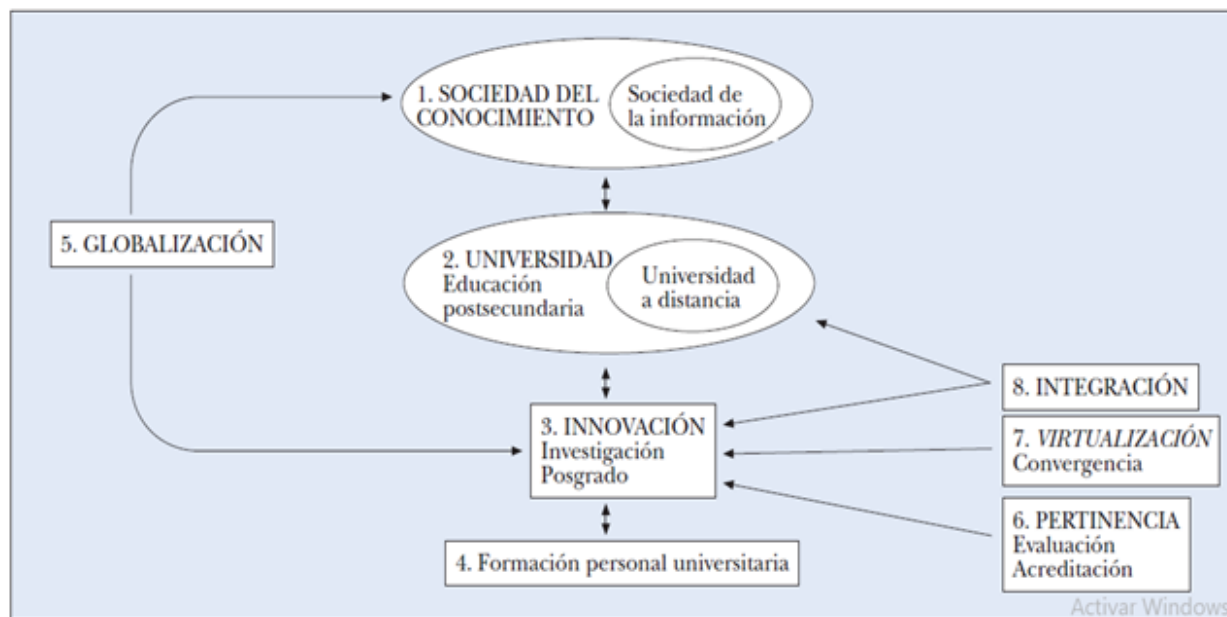 1. SOCIEDAD DEL
CONOCIMIENTO
Sociedad de
la información
5. GLOBALIZACIÓN
2. UNIVERSIDAD
Educación
postsecundaria
Universidad
a distancia
8. INTEGRACIÓN
3. INNOVACIÓN
Investigación
Posgrado
7. VIRTUALIZACIÓN
Convergencia
6. PERTINENCIA
Evaluación
Acreditación
4. Formación personal universitaria
Activar Windows